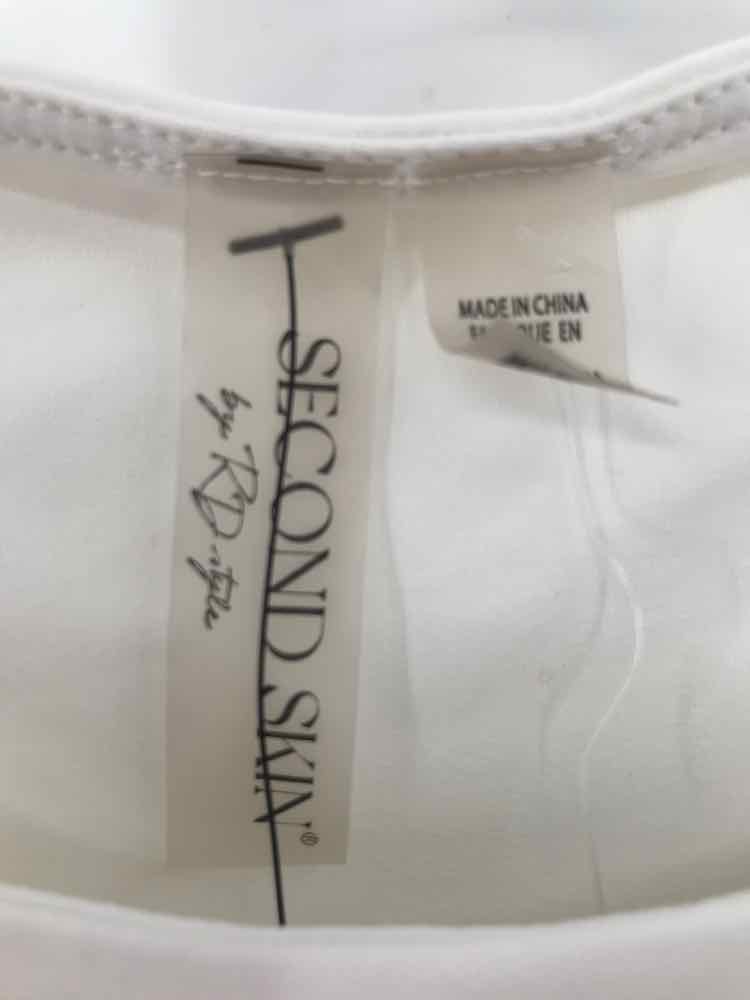 SECOND SKIN®
by RD-style
MADE IN CHINA
EN